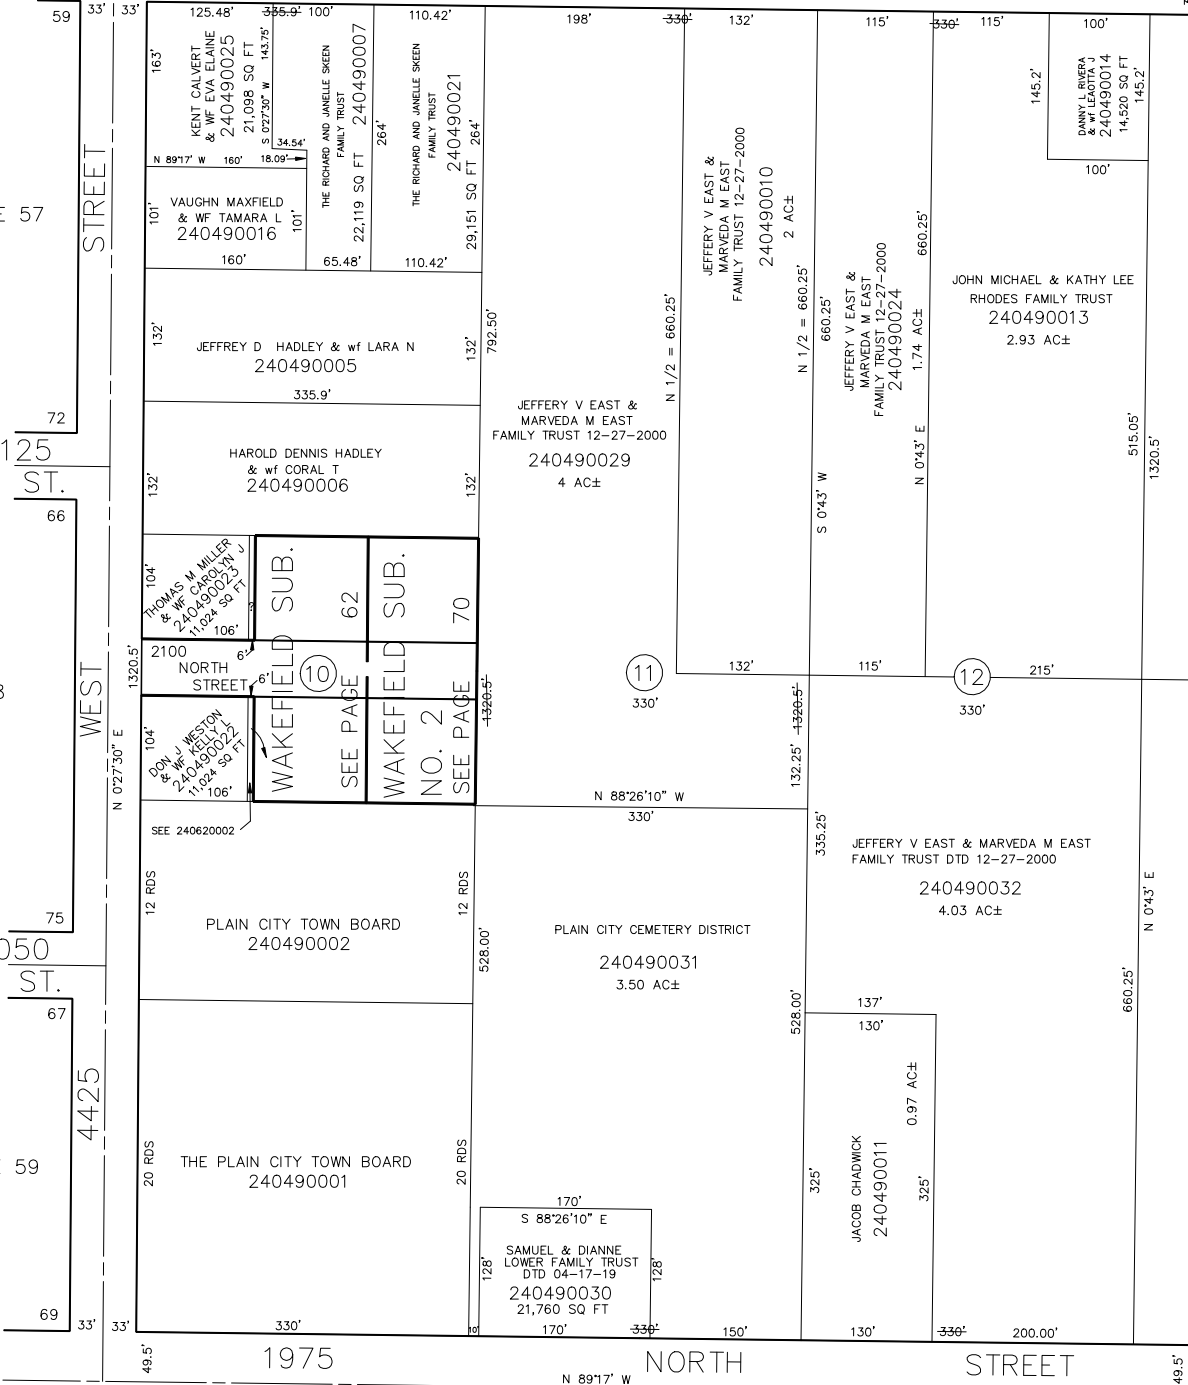 59
33'
33'
125.48'
335.9'
100'
110.42'
198'
330'
132'
115'
330'
115'
100'
163'
KENT CALVERT
& WF EVA ELAINE
240490025
21,098 SQ FT
S 0°27'30" W 143.75'
34.54'
18.09'
N 89°17' W 160'
THE RICHARD AND JANELLE SKEEN
FAMILY TRUST
22,119 SQ FT 240490007
264'
THE RICHARD AND JANELLE SKEEN
FAMILY TRUST
240490021
29,151 SQ FT 264'
145.2'
DANNY L RIVERA
& wf LEAOTTA J
240490014
14,520 SQ FT
145.2'
100'
E 57
STREET
101'
VAUGHN MAXFIELD
& WF TAMARA L
240490016
101'
160'
65.48'
110.42'
JEFFERY V EAST &
MARVEDA M EAST
FAMILY TRUST 12-27-2000
240490010
2 AC±
N 1/2 = 660.25'
N 1/2 = 660.25'
660.25'
JEFFERY V EAST &
MARVEDA M EAST
FAMILY TRUST 12-27-2000
240490024
1.74 AC±
660.25'
N 0°43' E
S 0°43' W
JOHN MICHAEL & KATHY LEE
RHODES FAMILY TRUST
240490013
2.93 AC±
515.05'
1320.5'
132'
JEFFREY D HADLEY & wf LARA N
240490005
132'
792.50'
335.9'
72
125
ST.
66
132'
HAROLD DENNIS HADLEY
& wf CORAL T
240490006
132'
JEFFERY V EAST &
MARVEDA M EAST
FAMILY TRUST 12-27-2000
240490029
4 AC±
104'
THOMAS M MILLER
& WF CAROLYN J
240490023
11,024 SQ FT
106'
?
WAKEFIELD SUB.
SEE PAGE 62
WAKEFIELD SUB.
NO. 2
SEE PAGE 70
2100
NORTH
STREET
6'
6'
10
11
12
330'
132'
115'
215'
330'
1320.5'
WEST
N 0°27'30" E
1320.5'
1320.5'
132.25'
104'
DON J WESTON
& WF KELLY L
240490022
11,024 SQ FT
106'
SEE 240620002
N 88°26'10" W
330'
335.25'
JEFFERY V EAST & MARVEDA M EAST
FAMILY TRUST DTD 12-27-2000
240490032
4.03 AC±
N 0°43' E
660.25'
12 RDS
PLAIN CITY TOWN BOARD
240490002
12 RDS
528.00'
PLAIN CITY CEMETERY DISTRICT
240490031
3.50 AC±
528.00'
75
050
ST.
67
137'
130'
325'
JACOB CHADWICK
240490011
0.97 AC±
325'
4425
59
20 RDS
THE PLAIN CITY TOWN BOARD
240490001
20 RDS
170'
S 88°26'10" E
128'
SAMUEL & DIANNE
LOWER FAMILY TRUST
DTD 04-17-19
240490030
21,760 SQ FT
128'
69
33'
33'
330'
10'
170'
330'
150'
130'
330'
200.00'
49.5'
1975 NORTH STREET
N 89°17' W
49.5'